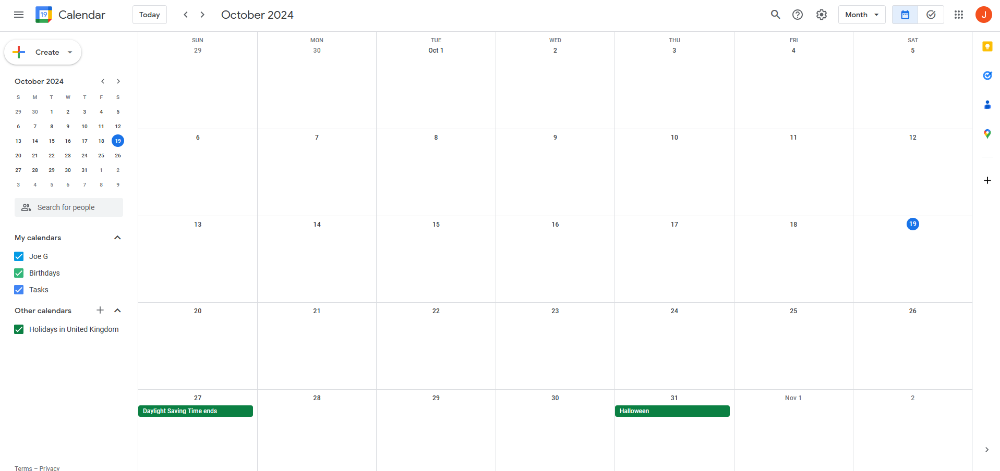 19 Calendar Today October 2024 Month J
Create
October 2024
S M T W T F S
29 30 1 2 3 4 5
6 7 8 9 10 11 12
13 14 15 16 17 18 19
20 21 22 23 24 25 26
27 28 29 30 31 1 2
3 4 5 6 7 8 9
Search for people
My calendars
Joe G
Birthdays
Tasks
Other calendars
Holidays in United Kingdom
Terms – Privacy
SUN MON TUE WED THU FRI SAT
29 30 Oct 1 2 3 4 5
6 7 8 9 10 11 12
13 14 15 16 17 18 19
20 21 22 23 24 25 26
27 28 29 30 31 Nov 1 2
Daylight Saving Time ends Halloween